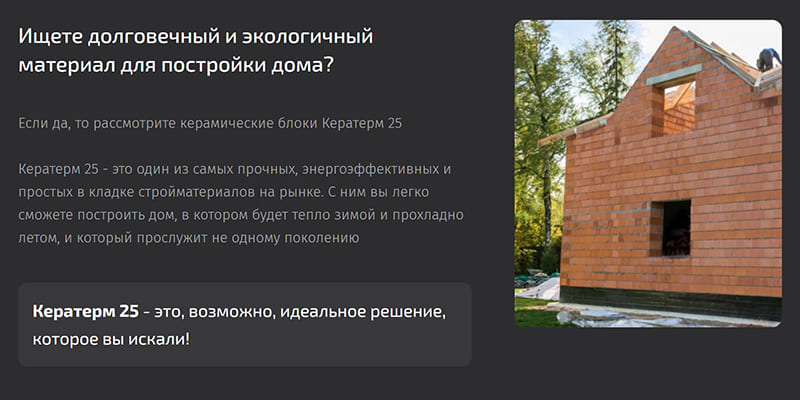 Ищете долговечный и экологичный
материал для постройки дома?
Если да, то рассмотрите керамические блоки Кератерм 25
Кератерм 25 - это один из самых прочных, энергоэффективных и
простых в кладке стройматериалов на рынке. С ним вы легко
сможете построить дом, в котором будет тепло зимой и прохладно
летом, и который прослужит не одному поколению
Кератерм 25 - это, возможно, идеальное решение,
которое вы искали!